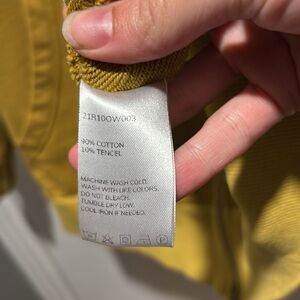 21R10OW003
90% COTTON
10% TENCEL
MACHINE WASH COLD.
WASH WITH LIKE COLORS.
DO NOT BLEACH.
TUMBLE DRY LOW.
COOL IRON IF NEEDED.